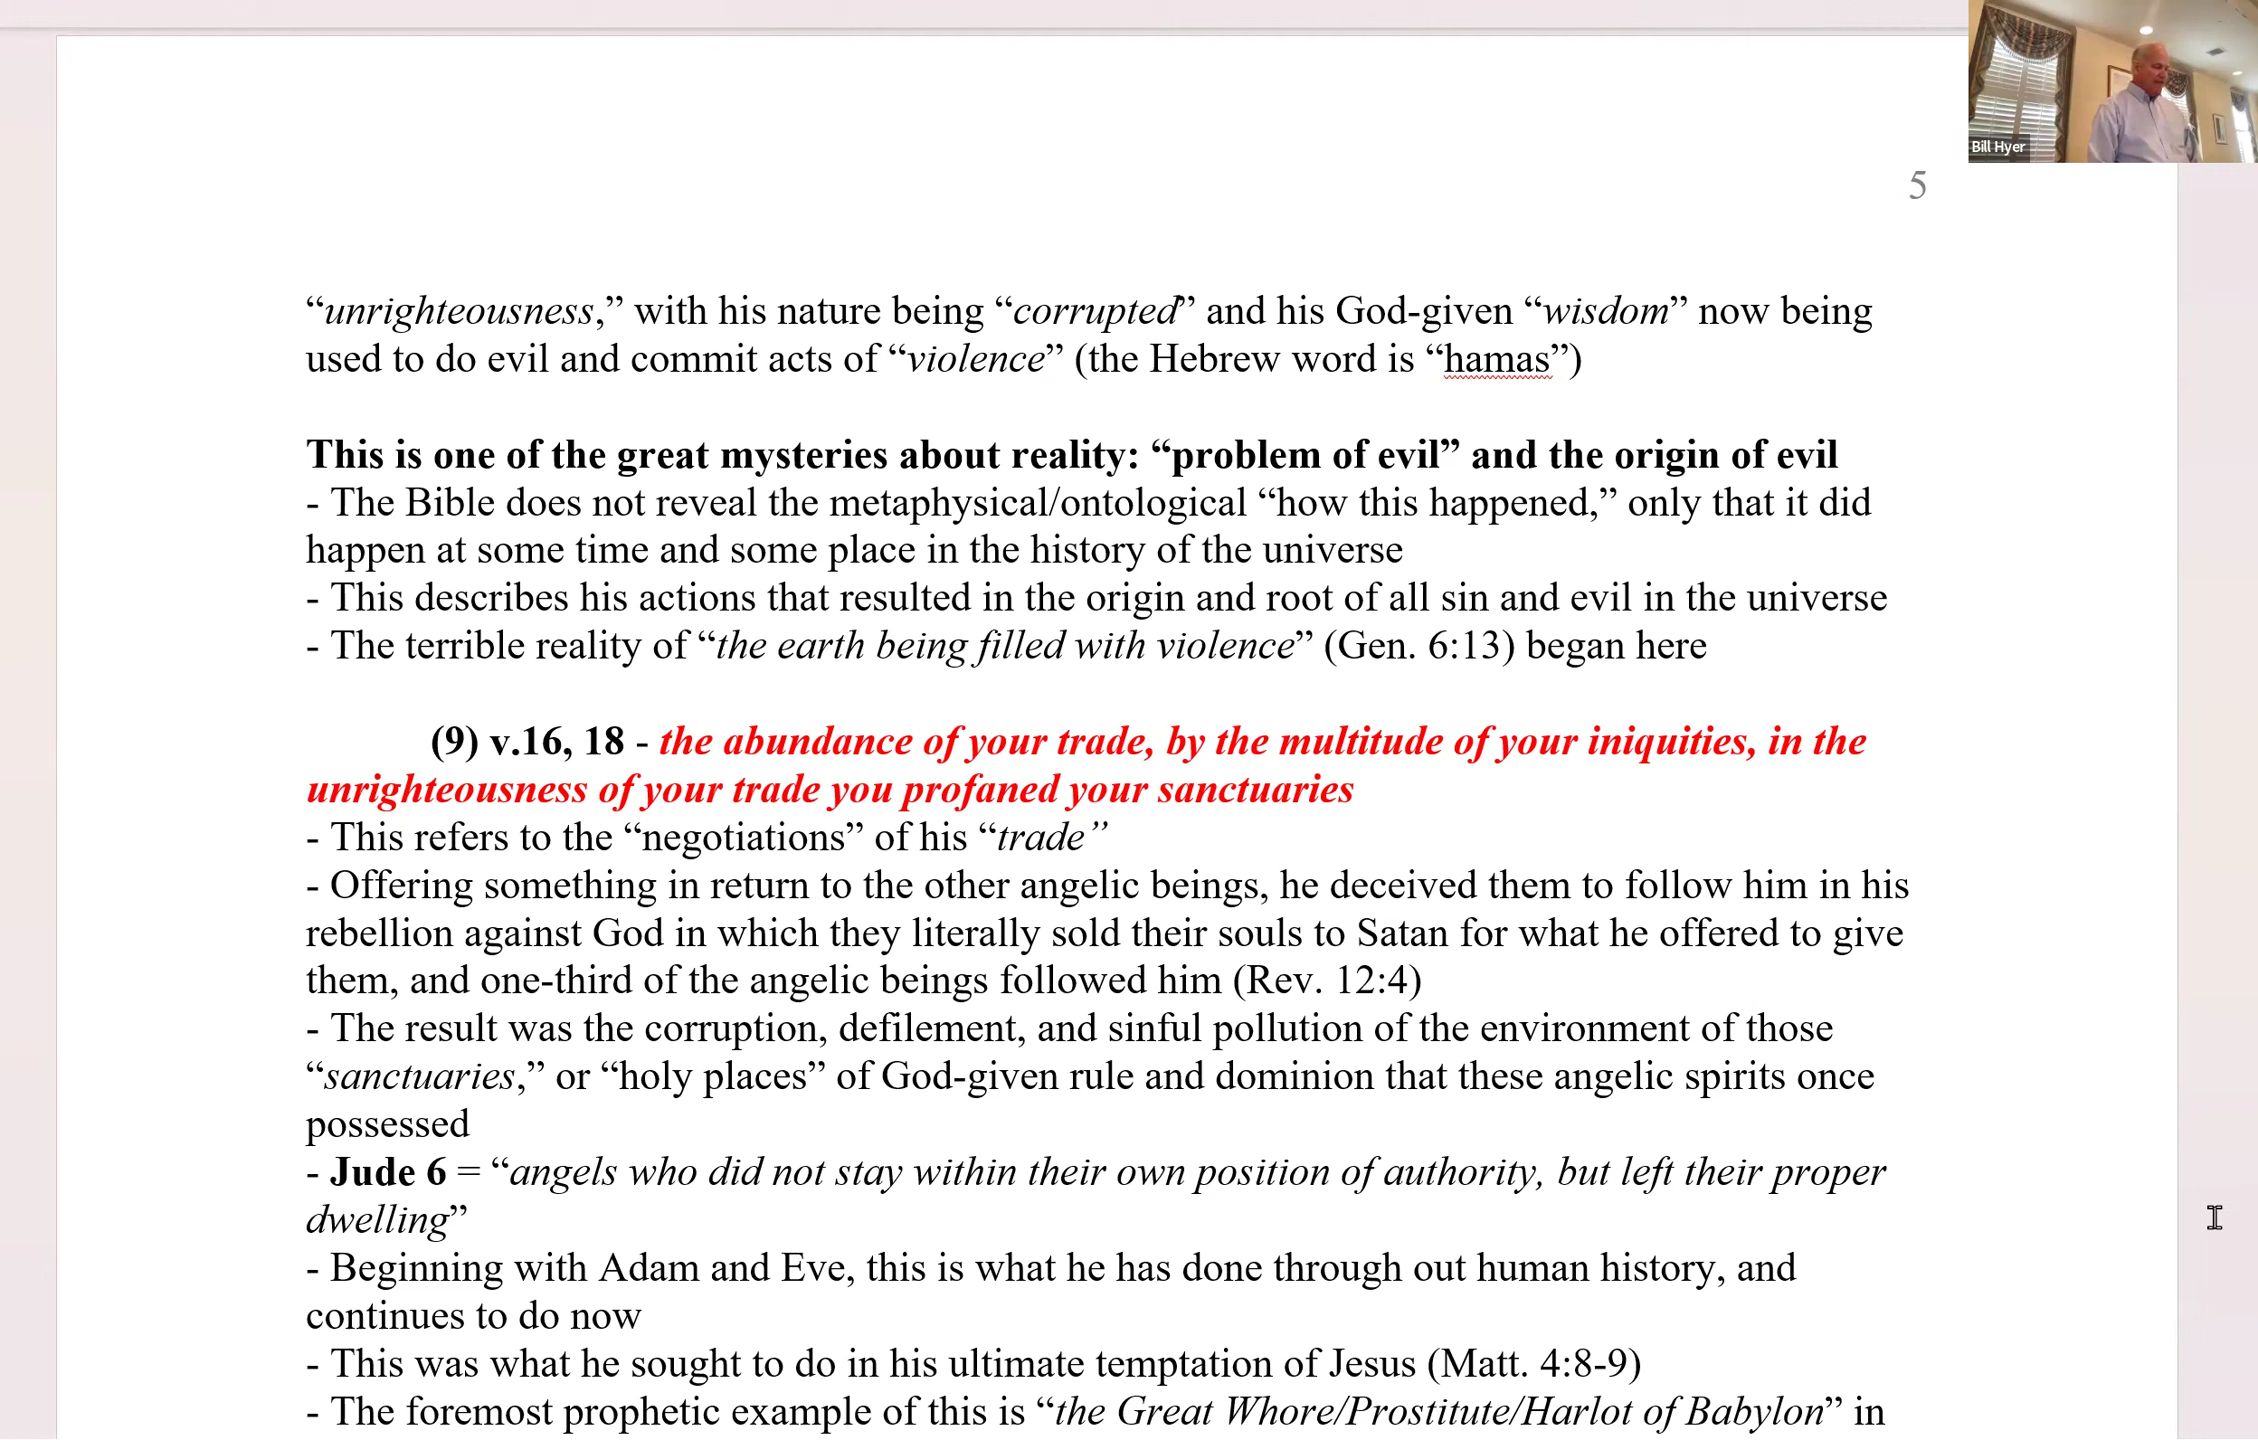 Bill Hyer
5
“unrighteousness,” with his nature being “corrupted” and his God-given “wisdom” now being
used to do evil and commit acts of “violence” (the Hebrew word is “hamas”)
This is one of the great mysteries about reality: “problem of evil” and the origin of evil
- The Bible does not reveal the metaphysical/ontological “how this happened,” only that it did
happen at some time and some place in the history of the universe
- This describes his actions that resulted in the origin and root of all sin and evil in the universe
- The terrible reality of “the earth being filled with violence” (Gen. 6:13) began here
(9) v.16, 18 - the abundance of your trade, by the multitude of your iniquities, in the
unrighteousness of your trade you profaned your sanctuaries
- This refers to the “negotiations” of his “trade”
- Offering something in return to the other angelic beings, he deceived them to follow him in his
rebellion against God in which they literally sold their souls to Satan for what he offered to give
them, and one-third of the angelic beings followed him (Rev. 12:4)
- The result was the corruption, defilement, and sinful pollution of the environment of those
“sanctuaries,” or “holy places” of God-given rule and dominion that these angelic spirits once
possessed
- Jude 6 = “angels who did not stay within their own position of authority, but left their proper
dwelling”
- Beginning with Adam and Eve, this is what he has done through out human history, and
continues to do now
- This was what he sought to do in his ultimate temptation of Jesus (Matt. 4:8-9)
- The foremost prophetic example of this is “the Great Whore/Prostitute/Harlot of Babylon” in